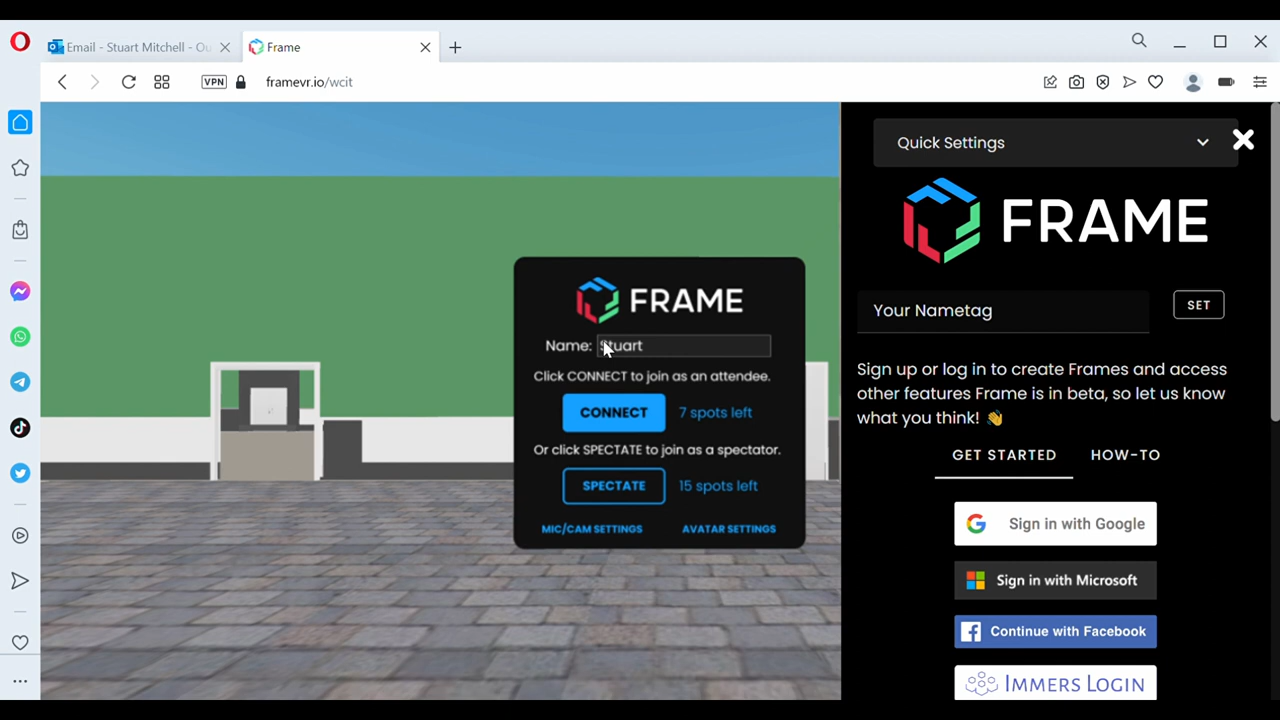 Email - Stuart Mitchell - Ou
Frame
VPN
framevr.io/wcit
Quick Settings
FRAME
Your Nametag
SET
Sign up or log in to create Frames and access
other features Frame is in beta, so let us know
what you think! 👋
GET STARTED
HOW-TO
Sign in with Google
Sign in with Microsoft
Continue with Facebook
IMMERS LOGIN
FRAME
Name: Stuart
Click CONNECT to join as an attendee.
CONNECT 7 spots left
Or click SPECTATE to join as a spectator.
SPECTATE 15 spots left
MIC/CAM SETTINGS AVATAR SETTINGS